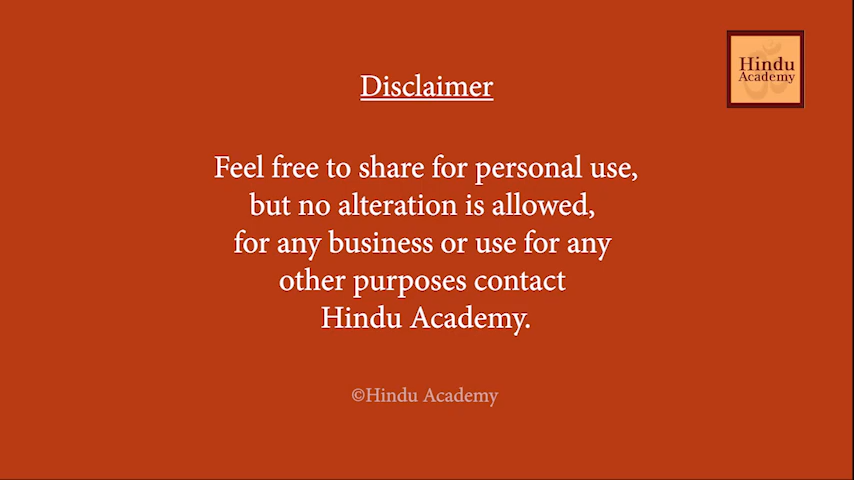 Hindu
Academy
Disclaimer
Feel free to share for personal use,
but no alteration is allowed,
for any business or use for any
other purposes contact
Hindu Academy.
©Hindu Academy